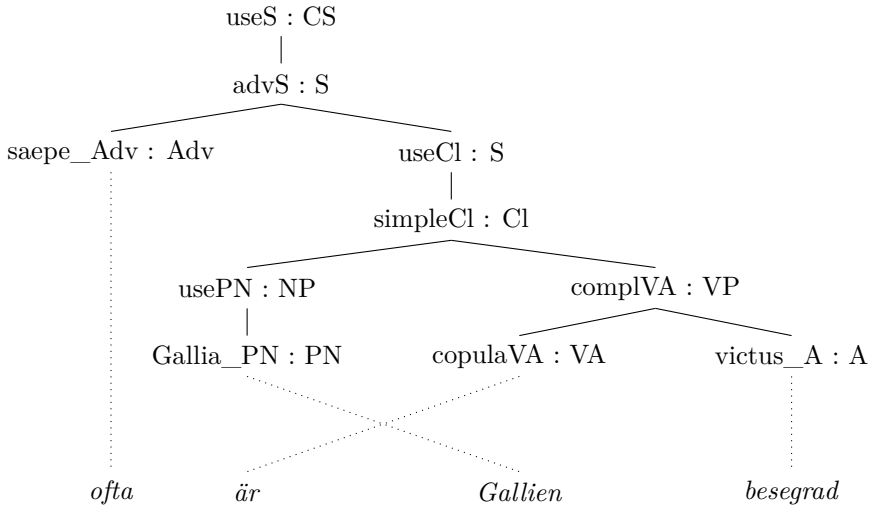 useS : CS
advS : S
saepe_Adv : Adv useCl : S
simpleCl : Cl
usePN : NP complVA : VP
Gallia_PN : PN copulaVA : VA victus_A : A
ofta är Gallien besegrad